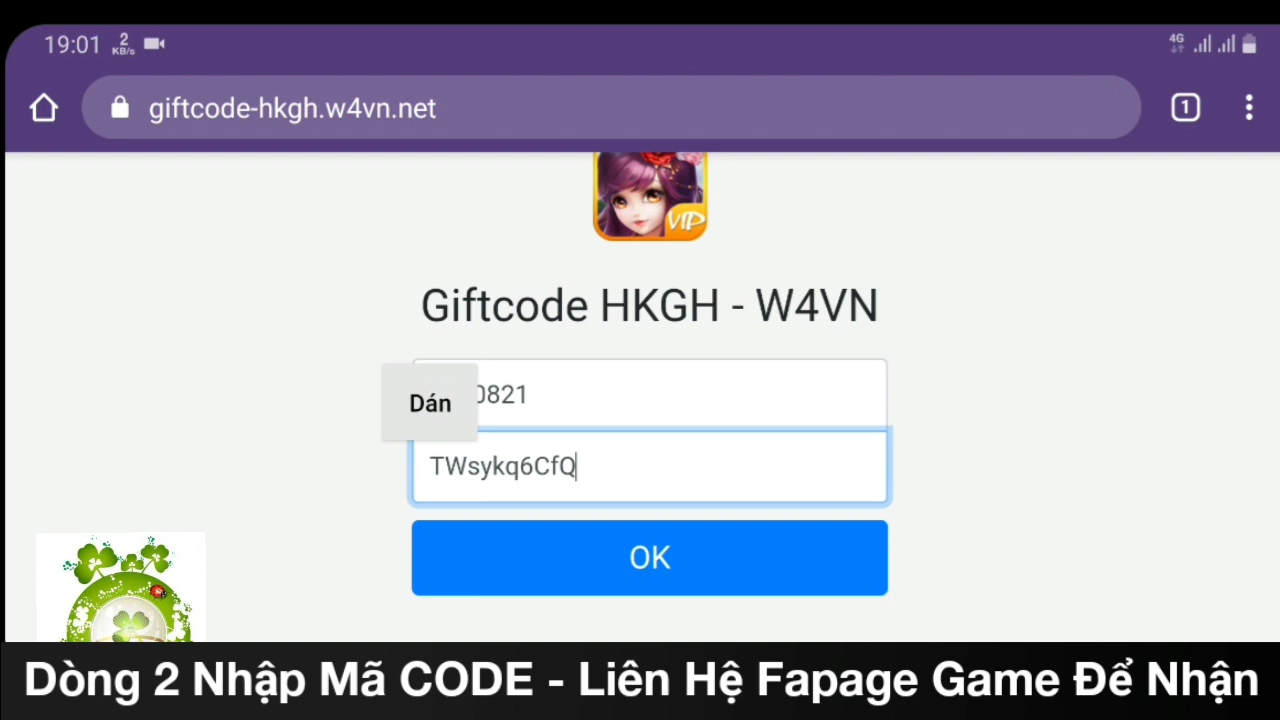 19:01 2 KB/s 4G
giftcode-hkgh.w4vn.net 1
VIP
Giftcode HKGH - W4VN
0821
Dán
TWsykq6CfQ
OK
Dòng 2 Nhập Mã CODE - Liên Hệ Fapage Game Để Nhận